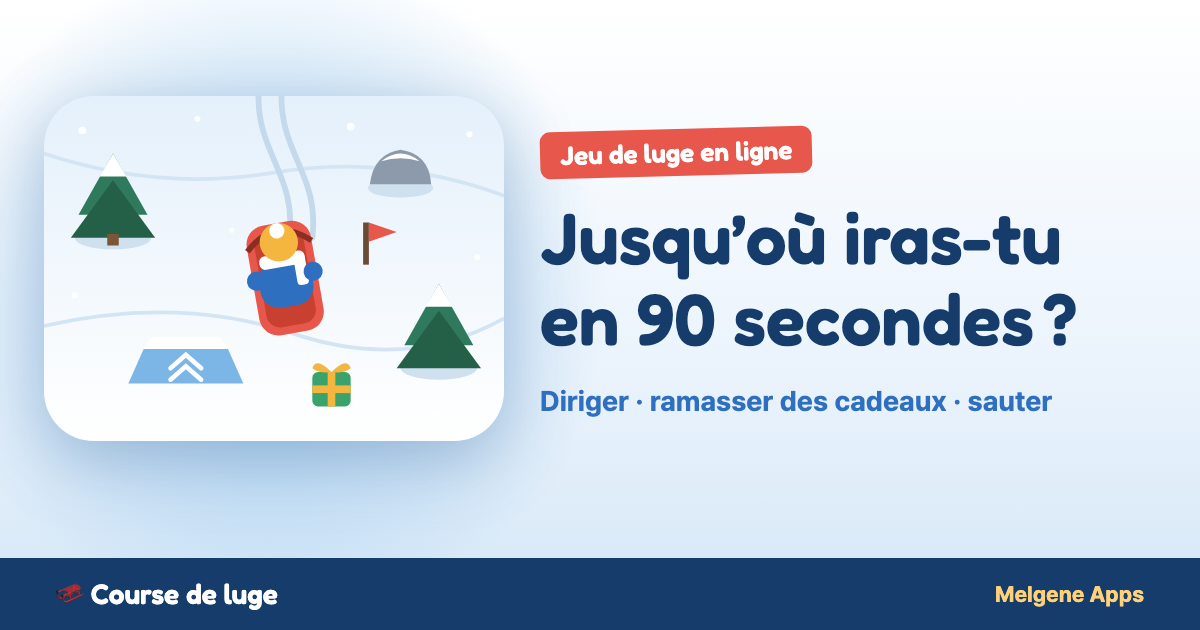 Jeu de luge en ligne
Jusqu’où iras-tu
en 90 secondes ?
Diriger · ramasser des cadeaux · sauter
Course de luge
Melgene Apps